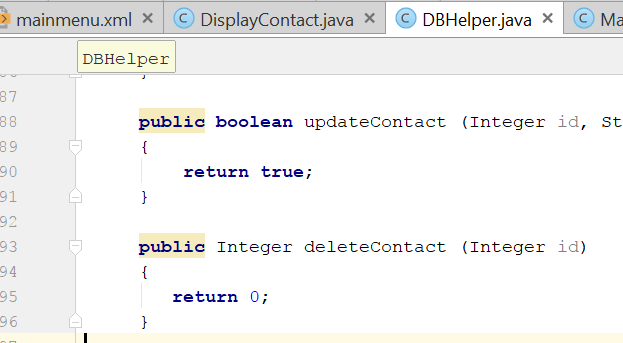 mainmenu.xml × C DisplayContact.java × C DBHelper.java × C Ma
DBHelper
87
88 public boolean updateContact (Integer id, St
89 {
90 return true;
91 }
92
93 public Integer deleteContact (Integer id)
94 {
95 return 0;
96 }